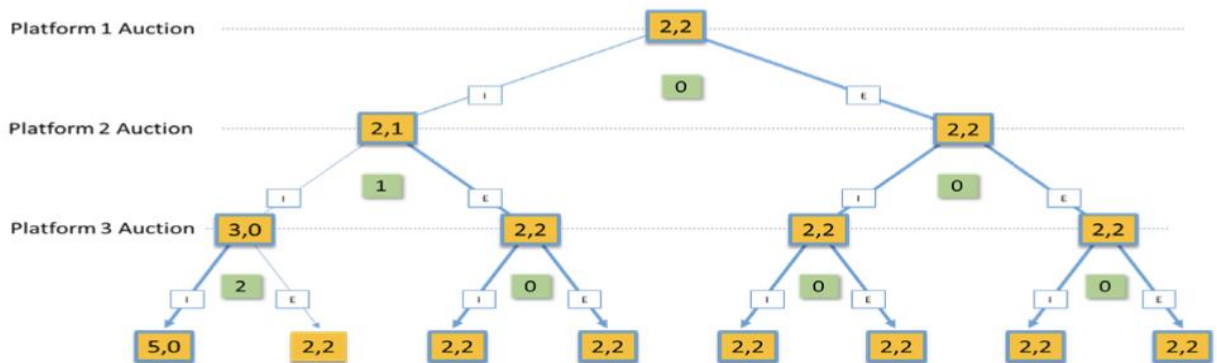 Platform 1 Auction 2,2
0
I E
Platform 2 Auction 2,1 2,2
1 0
I E I E
Platform 3 Auction 3,0 2,2 2,2 2,2
2 0 0 0
I E I E I E I E
5,0 2,2 2,2 2,2 2,2 2,2 2,2 2,2